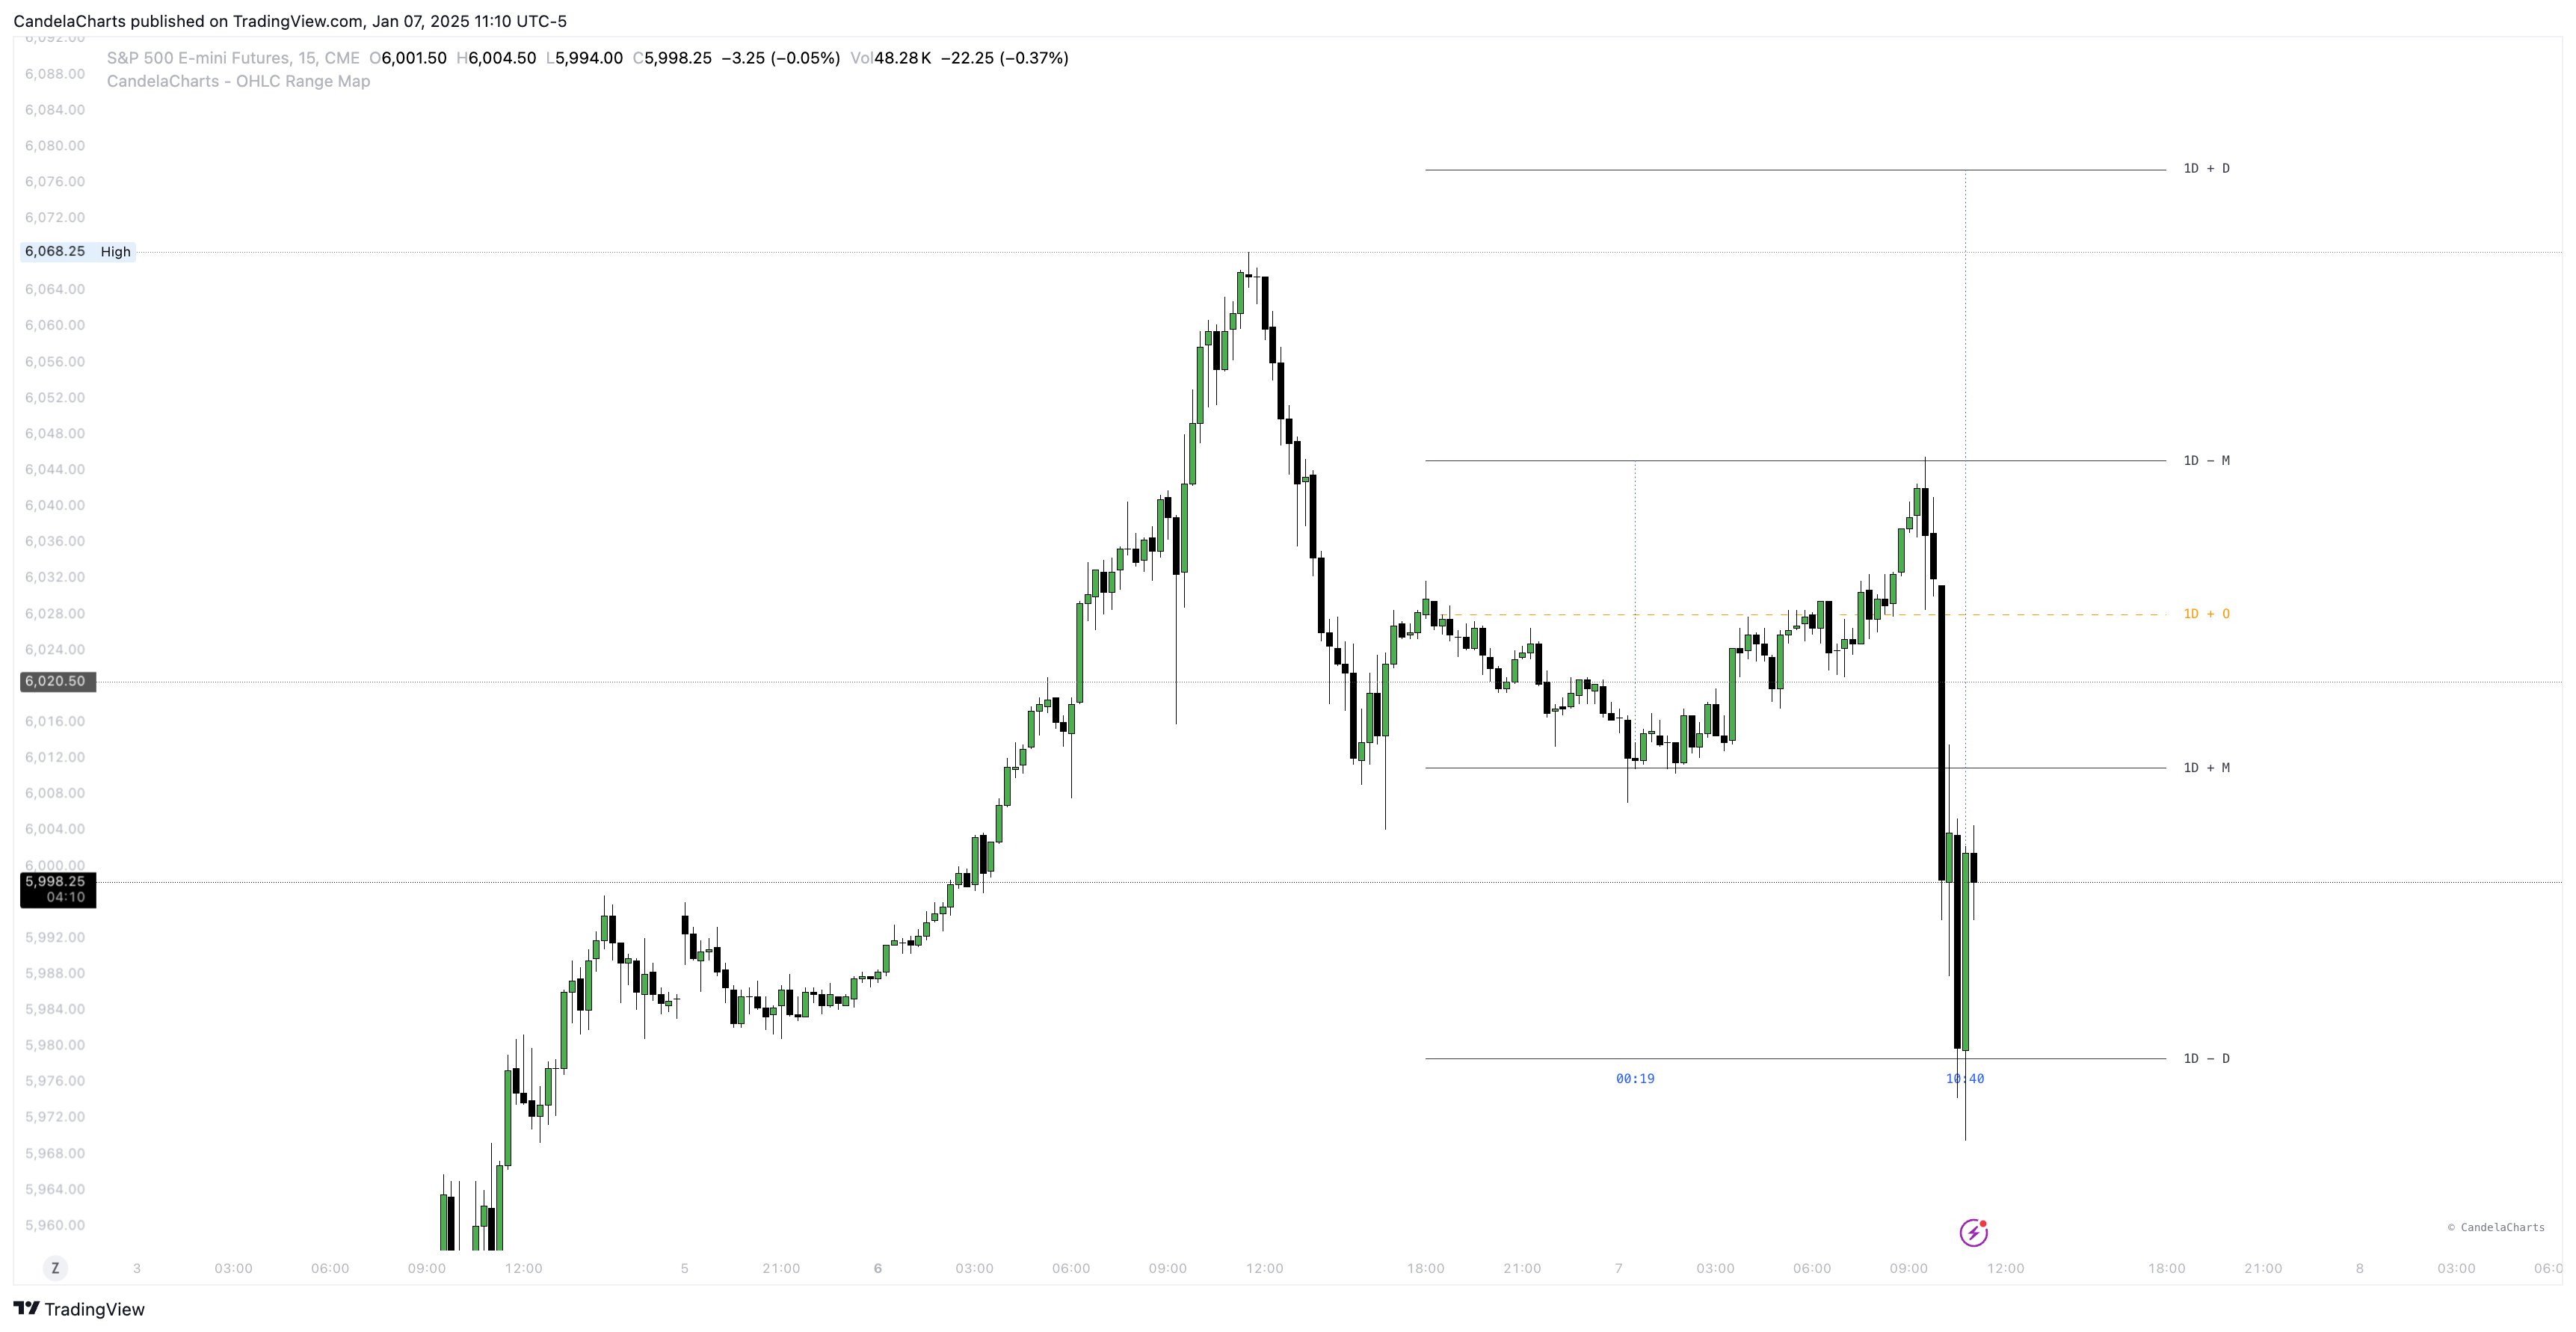 CandelaCharts published on TradingView.com, Jan 07, 2025 11:10 UTC-5
6,092.00
S&P 500 E-mini Futures, 15, CME O6,001.50 H6,004.50 L5,994.00 C5,998.25 −3.25 (−0.05%) Vol48.28 K −22.25 (−0.37%)
6,088.00
CandelaCharts - OHLC Range Map
6,084.00
6,080.00
1D + D
6,076.00
6,072.00
6,068.25 High
6,064.00
6,060.00
6,056.00
6,052.00
6,048.00
1D − M
6,044.00
6,040.00
6,036.00
6,032.00
6,028.00
1D + O
6,024.00
6,020.50
6,016.00
6,012.00
1D + M
6,008.00
6,004.00
6,000.00
5,998.25
04:10
5,992.00
5,988.00
5,984.00
5,980.00
1D − D
5,976.00
00:19 10:40
5,972.00
5,968.00
5,964.00
5,960.00
© CandelaCharts
Z 3 03:00 06:00 09:00 12:00 5 21:00 6 03:00 06:00 09:00 12:00 18:00 21:00 7 03:00 06:00 09:00 12:00 18:00 21:00 8 03:00
TradingView